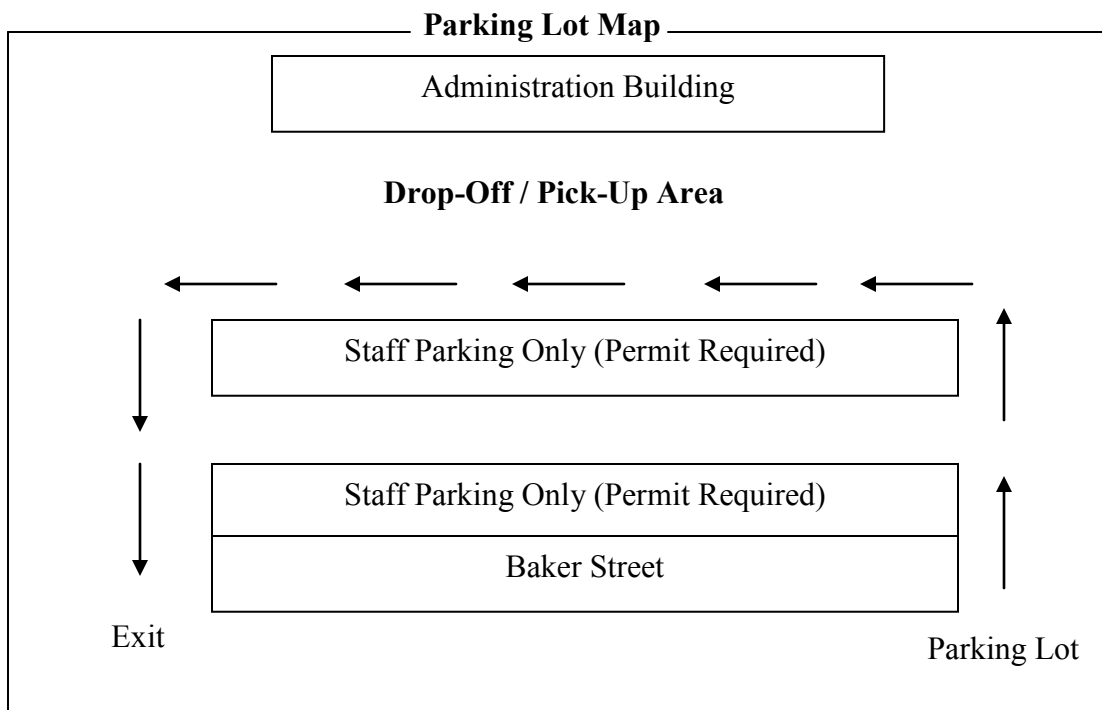 Parking Lot Map
Administration Building
Drop-Off / Pick-Up Area
Staff Parking Only (Permit Required)
Staff Parking Only (Permit Required)
Baker Street
Exit
Parking Lot